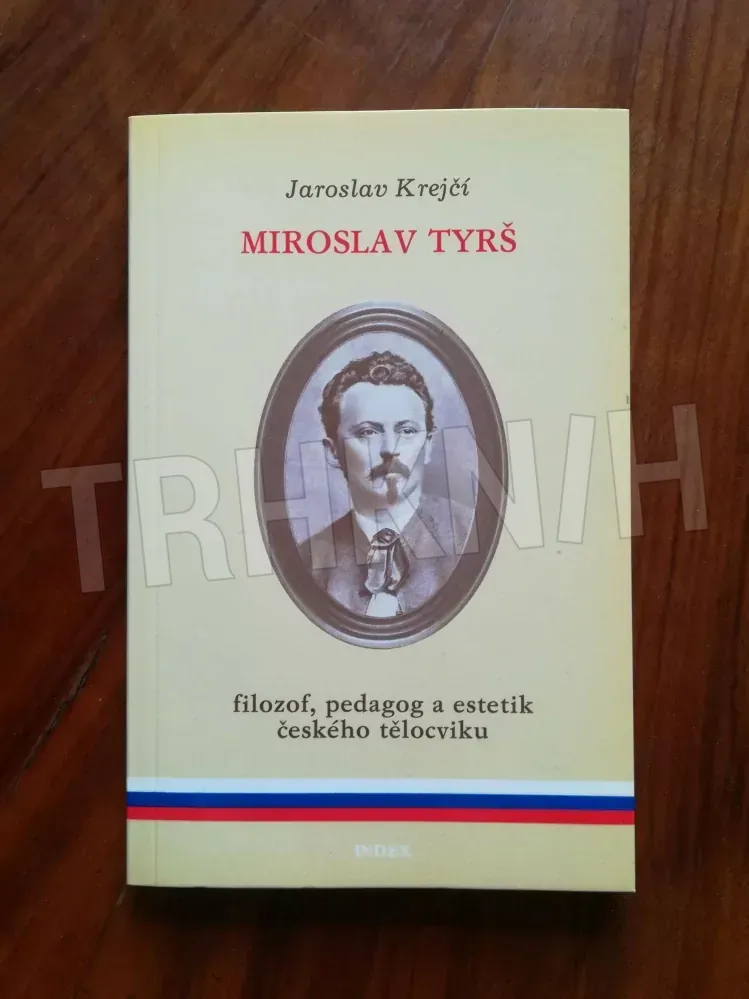 Jaroslav Krejčí
MIROSLAV TYRŠ
TRHKNIH
filozof, pedagog a estetik
českého tělocviku
INDEX